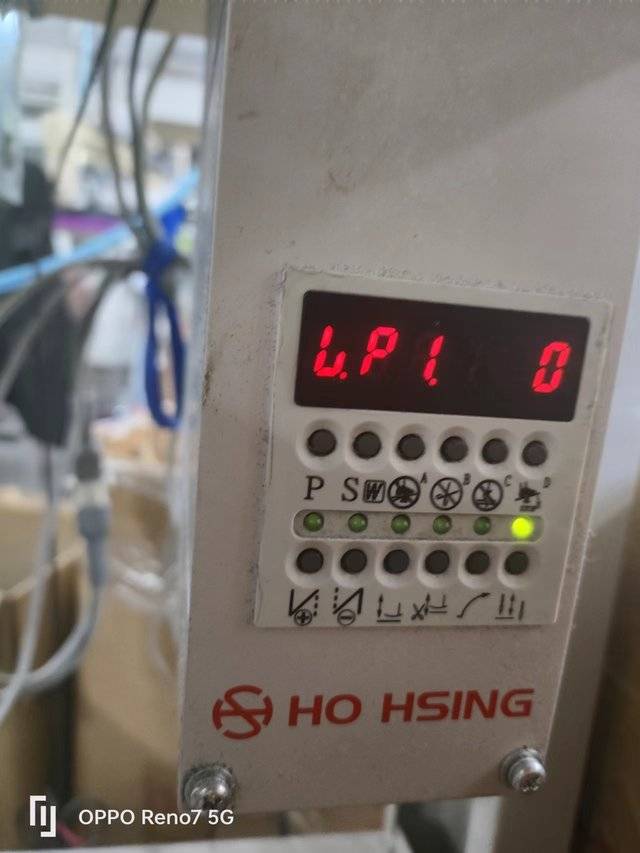 U.P1. 0
P S W A B C D
HO HSING
OPPO Reno7 5G